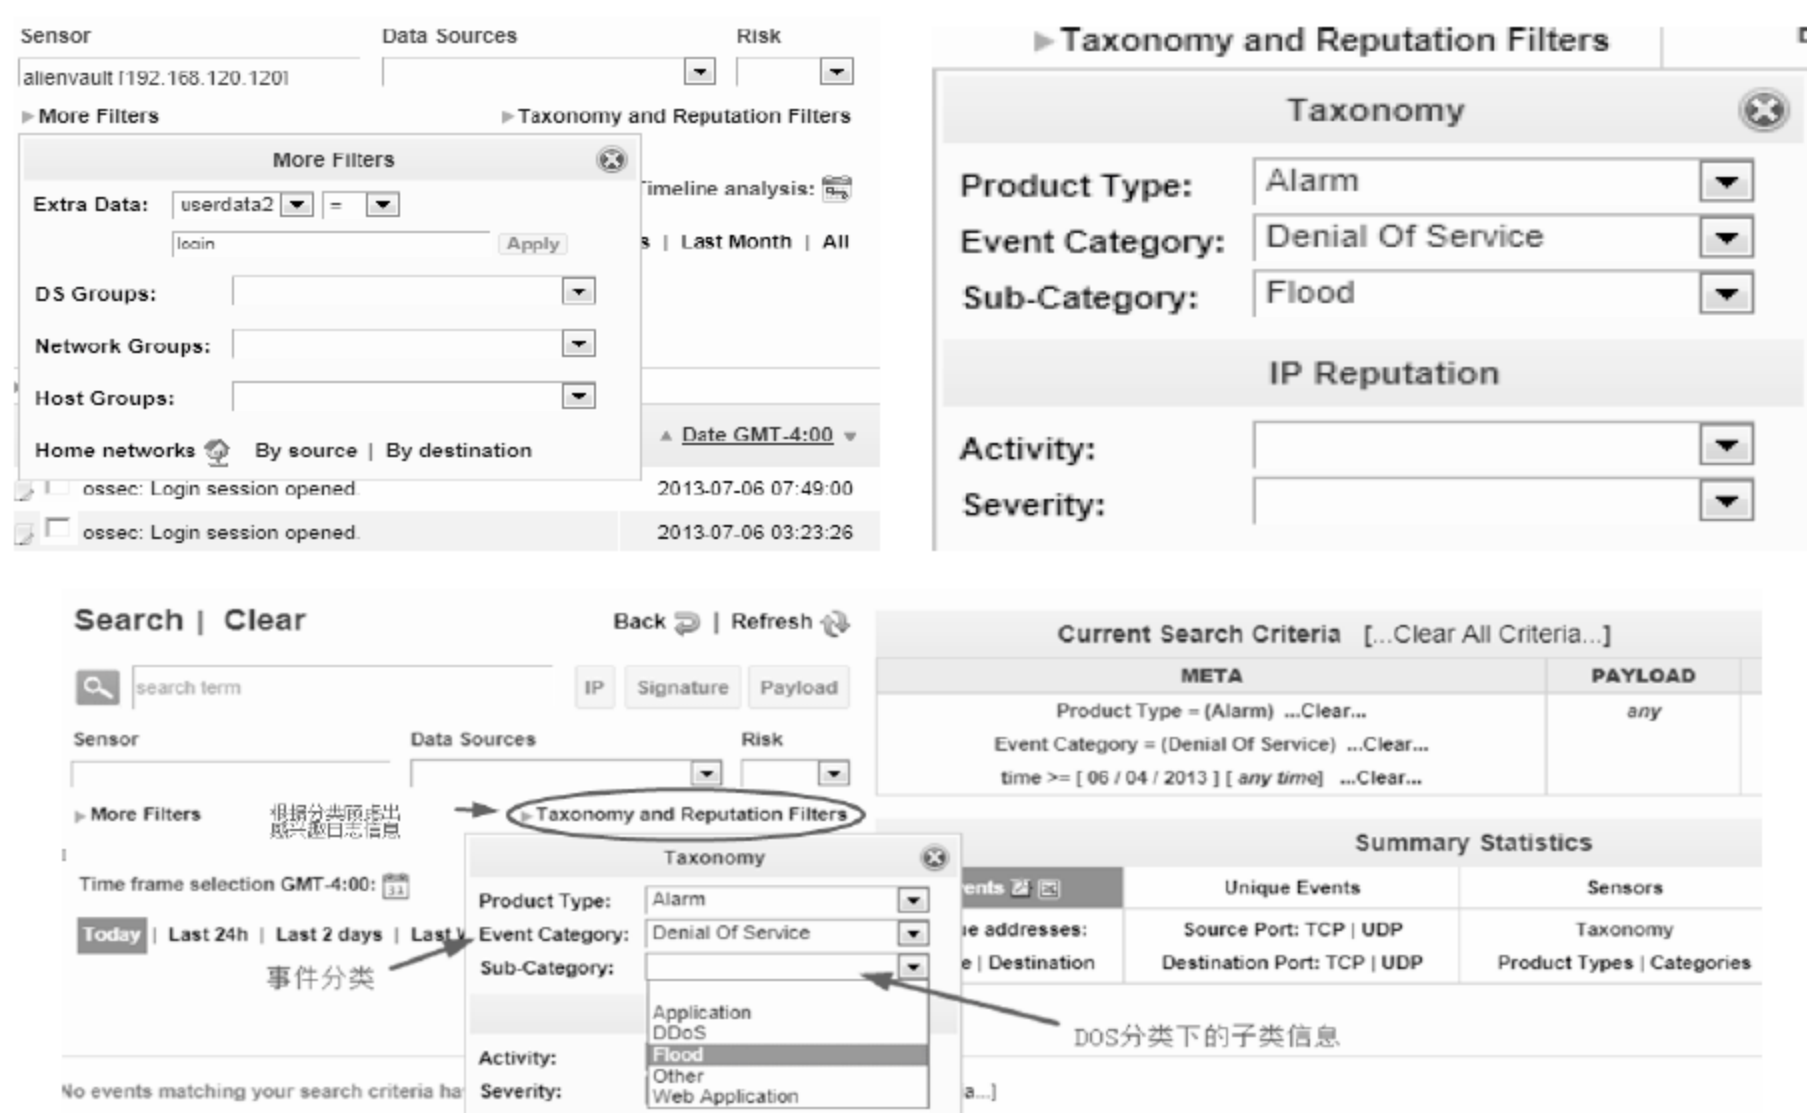 Sensor Data Sources Risk
alienvault [192.168.120.120]
More Filters Taxonomy and Reputation Filters
More Filters
Timeline analysis:
Extra Data: userdata2 =
s | Last Month | All
login Apply
DS Groups:
Network Groups:
Host Groups:
Date GMT-4:00
Home networks By source | By destination
ossec: Login session opened. 2013-07-06 07:49:00
ossec: Login session opened. 2013-07-06 03:23:26
Taxonomy and Reputation Filters
Taxonomy
Product Type: Alarm
Event Category: Denial Of Service
Sub-Category: Flood
IP Reputation
Activity:
Severity:
Search | Clear Back | Refresh
search term IP Signature Payload
Sensor Data Sources Risk
More Filters 根据分类 Taxonomy and Reputation Filters
感兴趣日志信息
Taxonomy
Time frame selection GMT-4:00: 31
Product Type: Alarm
Today | Last 24h | Last 2 days | Last Event Category: Denial Of Service
事件分类
Sub-Category:
Application
DDoS
Flood
Other
Web Application
DOS分类下的子类信息
Activity:
Severity:
No events matching your search criteria ha
a...]
Current Search Criteria [...Clear All Criteria...]
META PAYLOAD
Product Type = (Alarm) ...Clear... any
Event Category = (Denial Of Service) ...Clear...
time >= [ 06 / 04 / 2013 ] [ any time] ...Clear...
Summary Statistics
ents Unique Events Sensors
e addresses: Source Port: TCP | UDP Taxonomy
e | Destination Destination Port: TCP | UDP Product Types | Categories